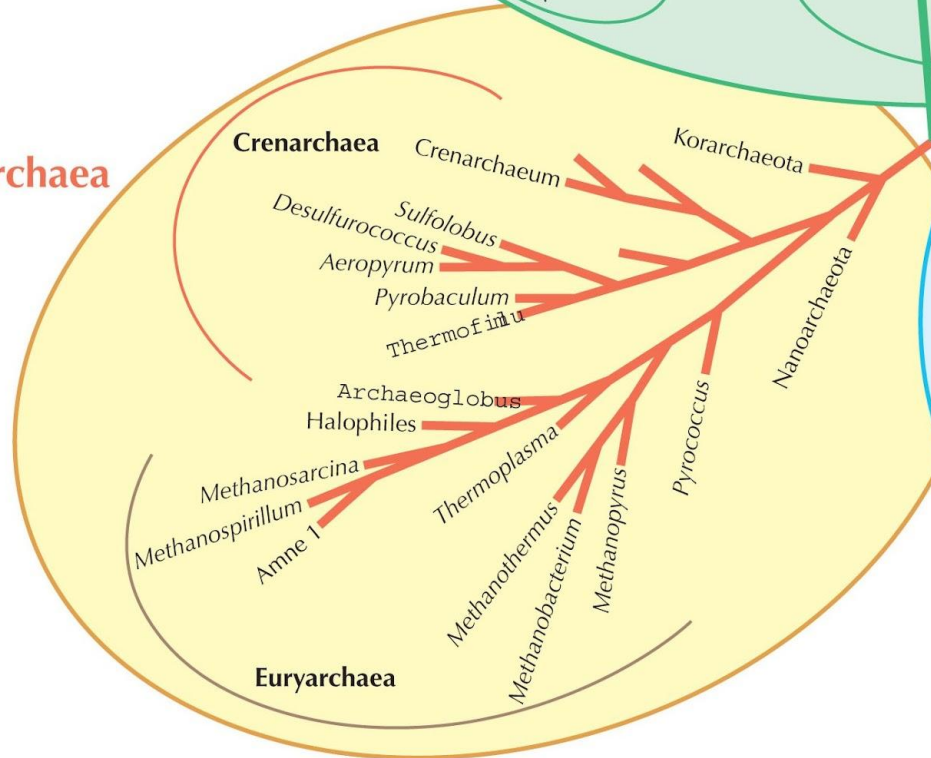 rchaea
Crenarchaea
Crenarchaeum
Korarchaeota
Desulfurococcus
Sulfolobus
Aeropyrum
Pyrobaculum
Nanoarchaeota
Archaeoglobus
Halophiles
Methanosarcina
Methanospirillum
Amne 1
Thermoplasma
Methanothermus
Methanobacterium
Methanopyrus
Pyrococcus
Euryarchaea